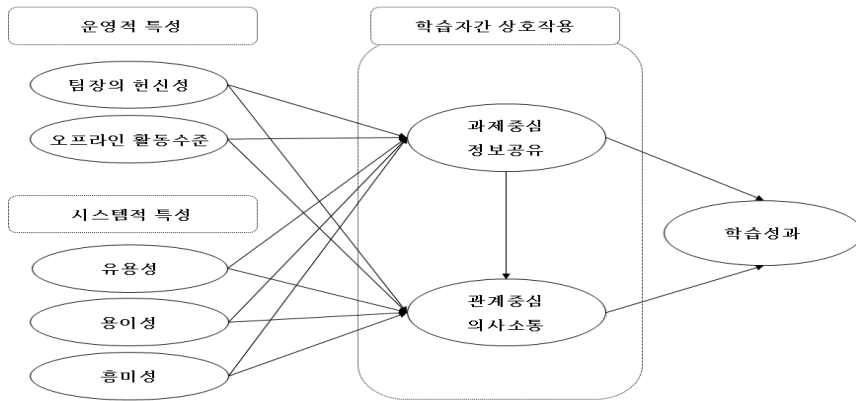 운영적 특성
학습자간 상호작용
팀장의 헌신성
오프라인 활동수준
과제중심
정보공유
시스템적 특성
학습성과
유용성
용이성
관계중심
의사소통
흥미성